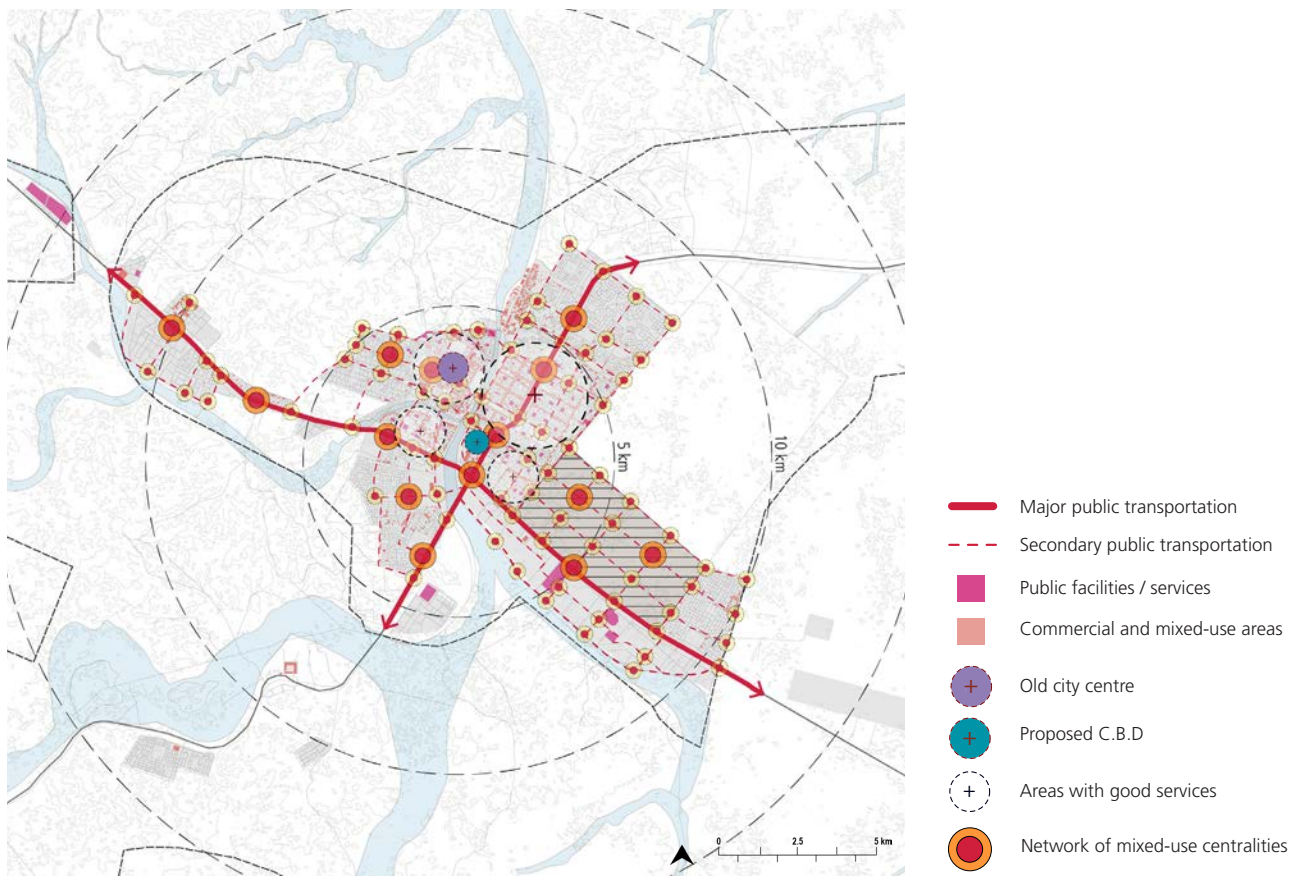 5 km
10 km
0 2.5 5 km
Major public transportation
Secondary public transportation
Public facilities / services
Commercial and mixed-use areas
Old city centre
Proposed C.B.D
Areas with good services
Network of mixed-use centralities